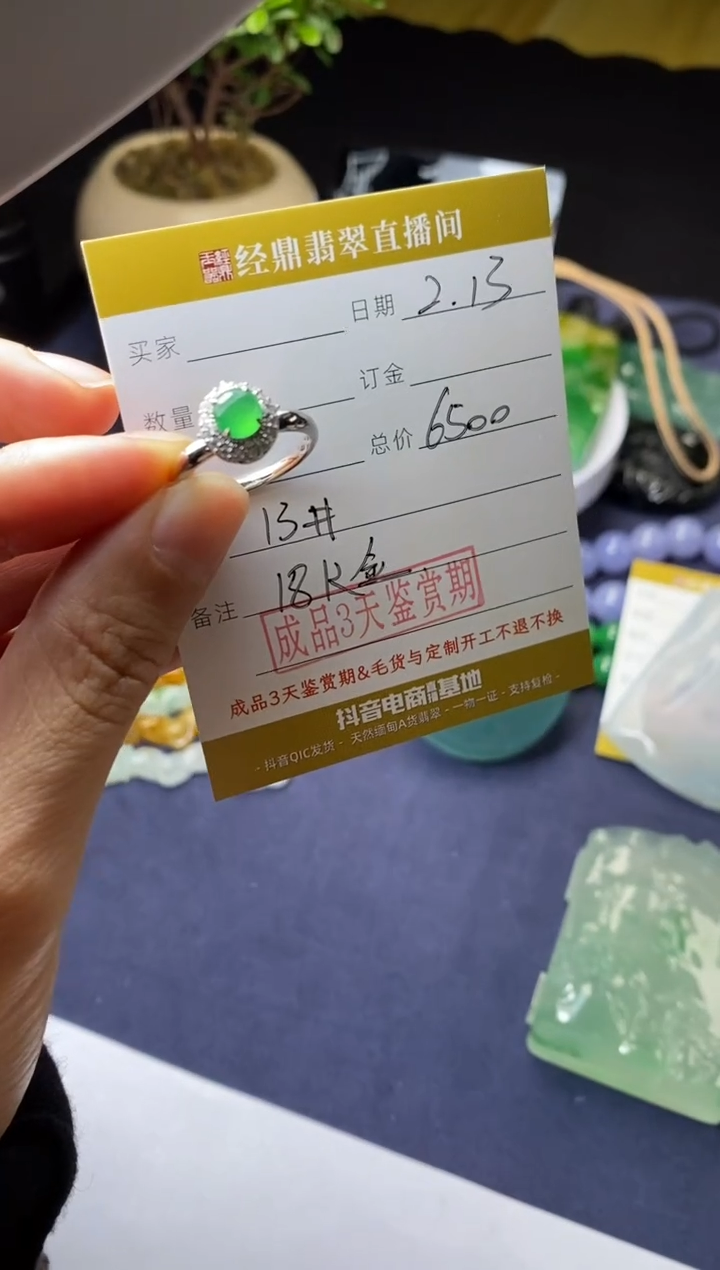 经鼎翡翠直播间
日期 2.13
买家
订金
数量
总价 6500
13#
备注 18K金
成品3天鉴赏期
成品3天鉴赏期&毛货与定制开工不退不换
抖音电商基地
- 抖音QIC发货 - 天然缅甸A货翡翠 - 一物一证 - 支持复检 -